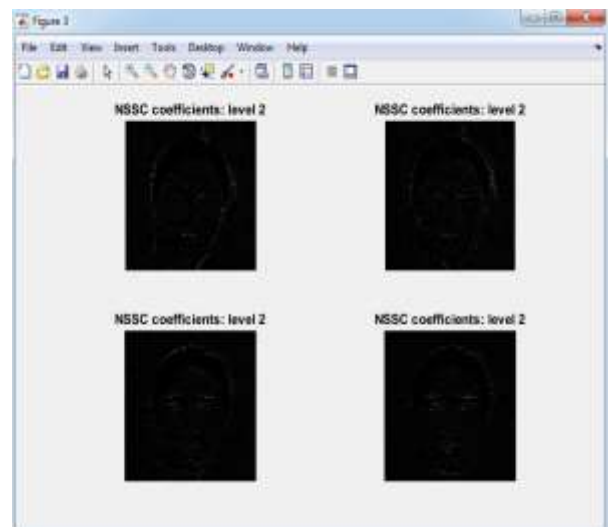 Figure 3
File Edit View Insert Tools Desktop Window Help
NSSC coefficients: level 2 NSSC coefficients: level 2
NSSC coefficients: level 2 NSSC coefficients: level 2